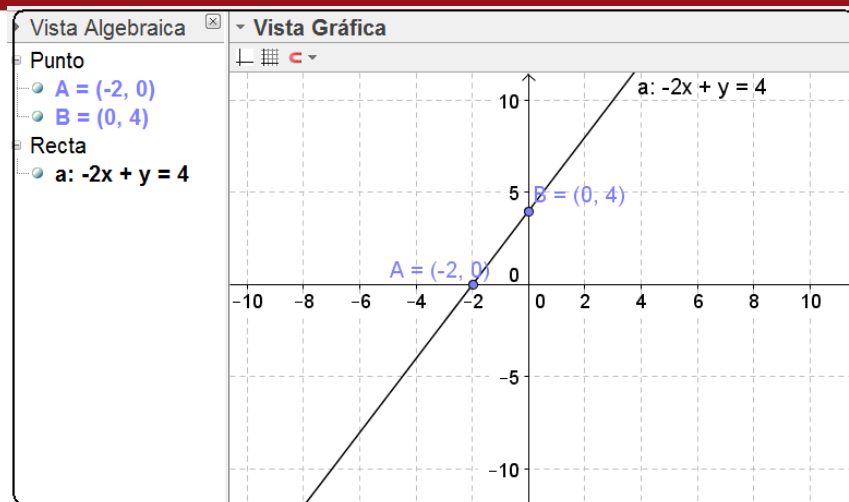 Vista Algebraica
Punto
A = (-2, 0)
B = (0, 4)
Recta
a: -2x + y = 4
Vista Gráfica
a: -2x + y = 4
10
5
B = (0, 4)
A = (-2, 0)
0
-10 -8 -6 -4 -2 0 2 4 6 8 10
-5
-10